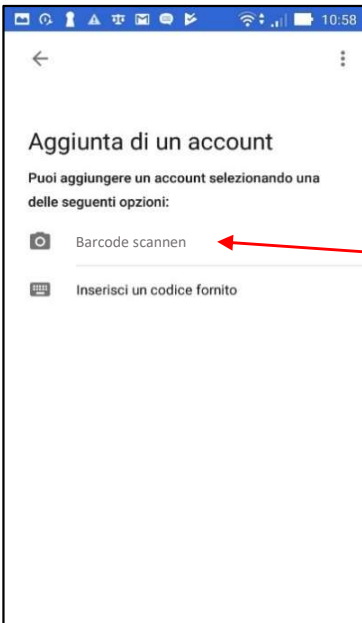 10:58
Aggiunta di un account
Puoi aggiungere un account selezionando una
delle seguenti opzioni:
Barcode scannen
Inserisci un codice fornito